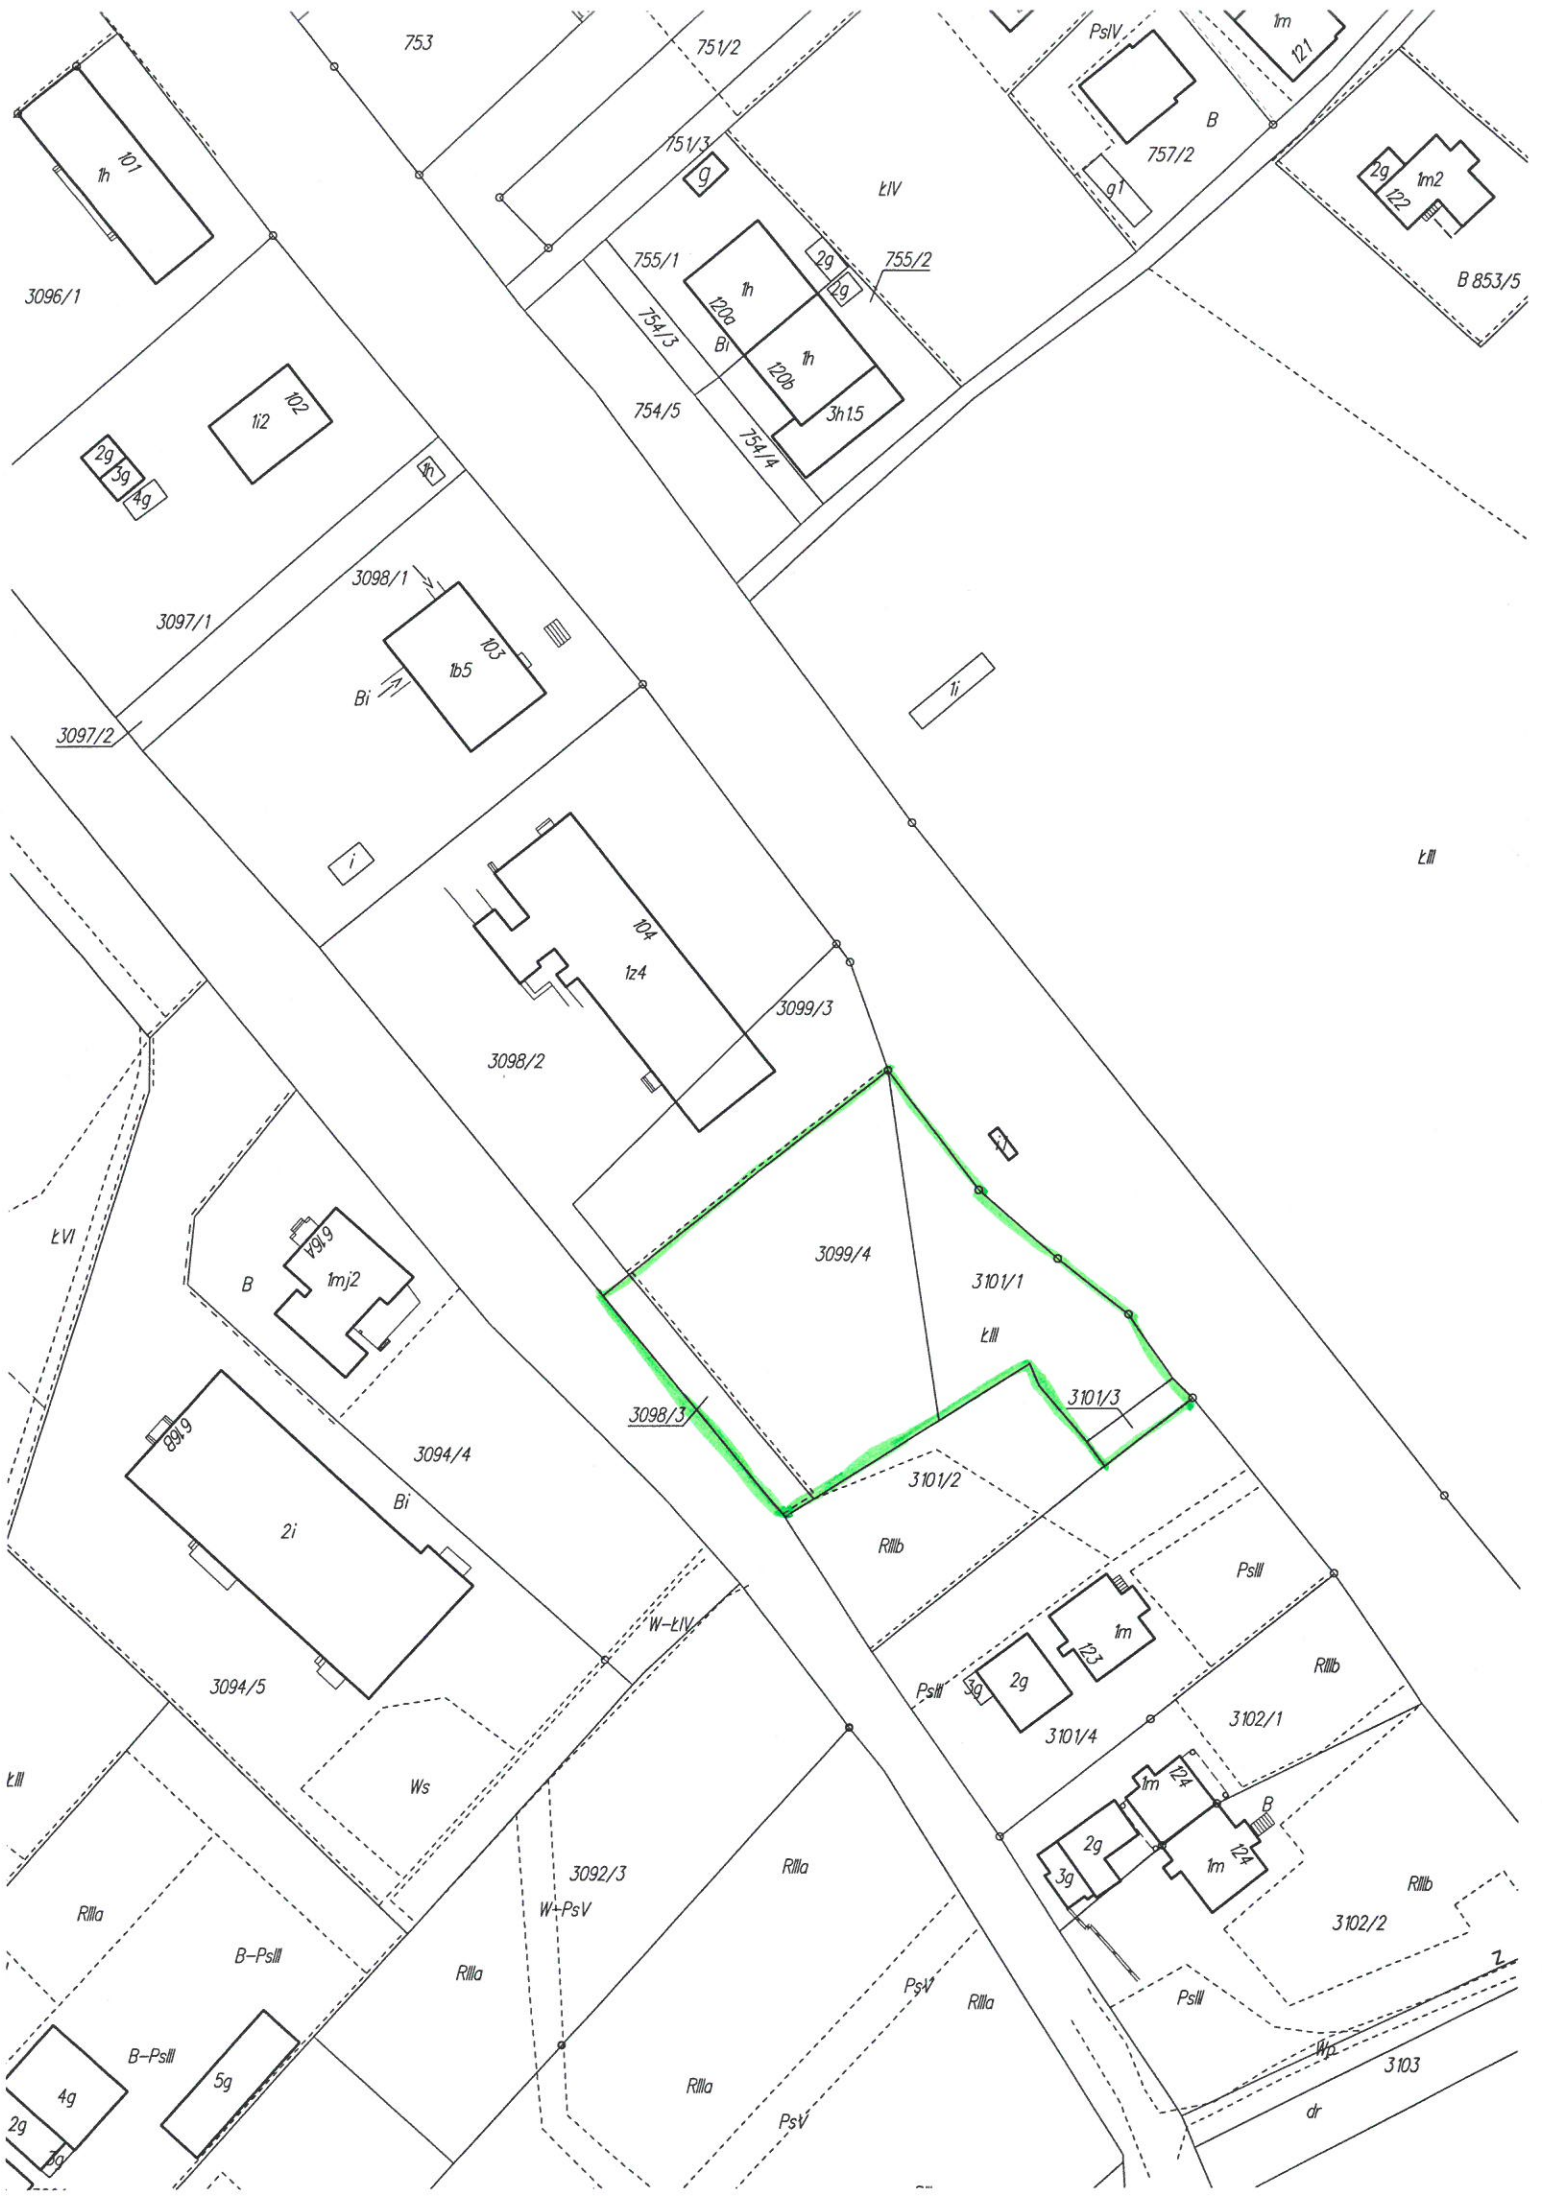 753
751/2
PsIV
1m
121
B
757/2
751/3
g
1h
101
ŁIV
g1
2g
1m2
122
755/1
2g
755/2
B 853/5
3096/1
1h
2g
120a
754/3
Bi
1h
120b
102
1i2
754/5
3h1.5
754/4
2g
3g
4g
1h
3098/1
3097/1
103
1b5
Bi
1i
3097/2
i
ŁIII
104
1z4
3099/3
3098/2
i
ŁVI
616A
3099/4
B
1mj2
3101/1
ŁIII
3101/3
3098/3
616B
3094/4
3101/2
Bi
2i
RIIIb
PsIII
W-ŁIV
1m
123
RIIIb
3094/5
PsIII
3g
2g
3102/1
3101/4
ŁIII
Ws
1m
124
B
2g
1m
124
3g
3092/3
RIIIa
RIIIb
RIIIa
W-PsV
3102/2
B-PsIII
RIIIa
Z
PsV
RIIIa
PsIII
B-PsIII
Wp
3103
5g
4g
RIIIa
dr
2g
PsV
3g